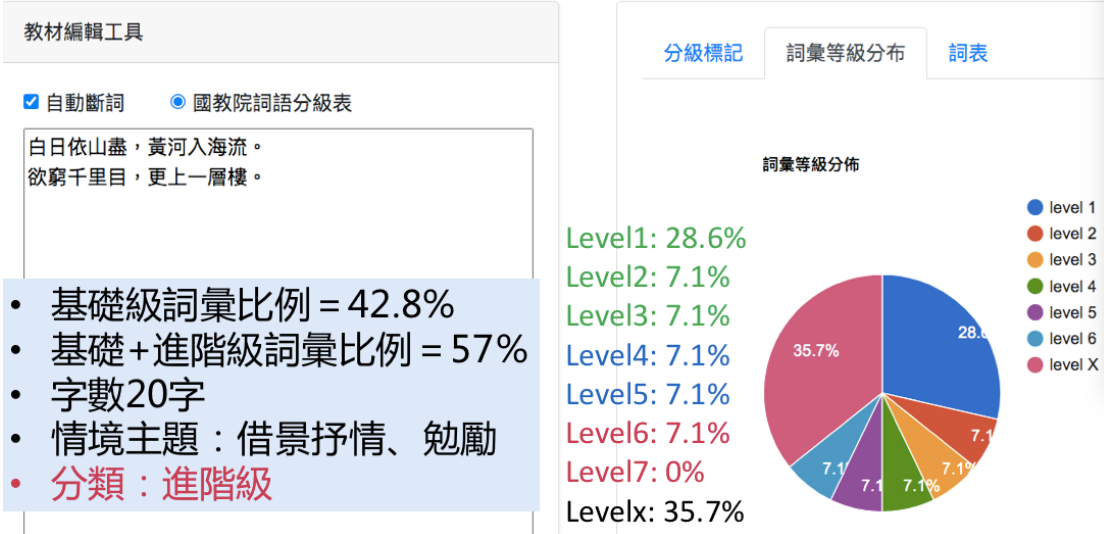 教材編輯工具
自動斷詞 國教院詞語分級表
白日依山盡，黃河入海流。
欲窮千里目，更上一層樓。
• 基礎級詞彙比例 = 42.8%
• 基礎+進階級詞彙比例 = 57%
• 字數20字
• 情境主題：借景抒情、勉勵
• 分類：進階級
分級標記 詞彙等級分布 詞表
詞彙等級分佈
Level1: 28.6%
Level2: 7.1%
Level3: 7.1%
Level4: 7.1%
Level5: 7.1%
Level6: 7.1%
Level7: 0%
Levelx: 35.7%
35.7%
28.
7.1
7.1%
7.1%
7.1
7.1
level 1
level 2
level 3
level 4
level 5
level 6
level X